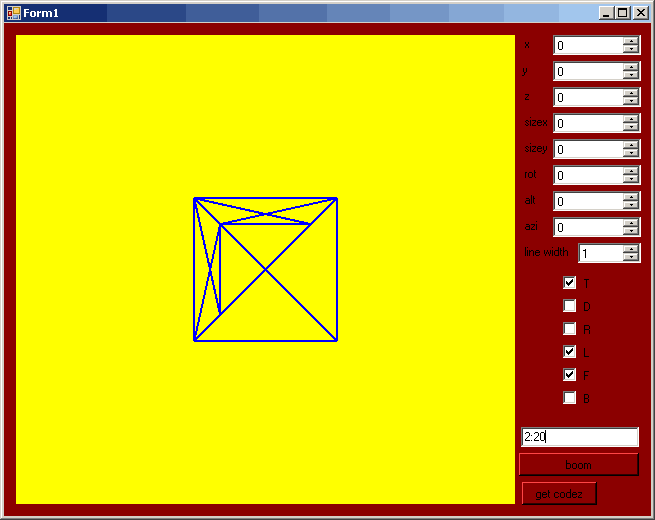 Form1
x 0
y 0
z 0
sizex 0
sizey 0
rot 0
alt 0
azi 0
line width 1
T
D
R
L
F
B
2:20
boom
get codez